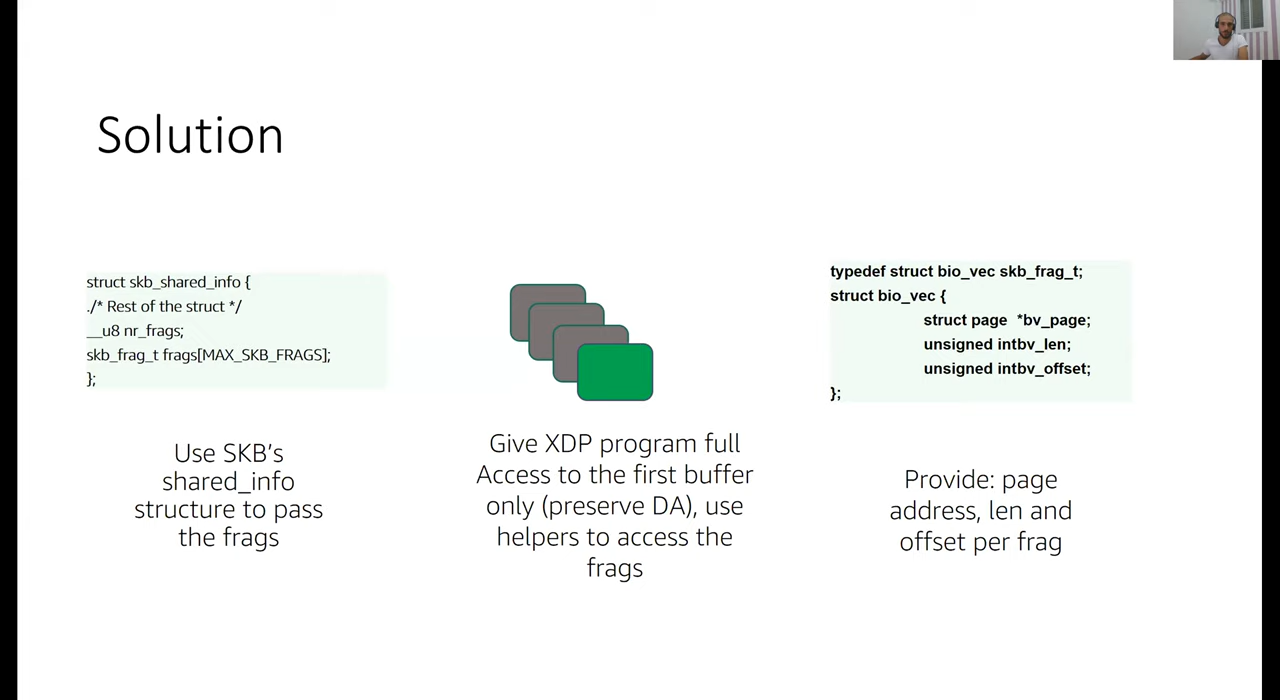 Solution
struct skb_shared_info {
./* Rest of the struct */
__u8 nr_frags;
skb_frag_t frags[MAX_SKB_FRAGS];
};
Use SKB’s
shared_info
structure to pass
the frags
Give XDP program full
Access to the first buffer
only (preserve DA), use
helpers to access the
frags
typedef struct bio_vec skb_frag_t;
struct bio_vec {
struct page *bv_page;
unsigned intbv_len;
unsigned intbv_offset;
};
Provide: page
address, len and
offset per frag